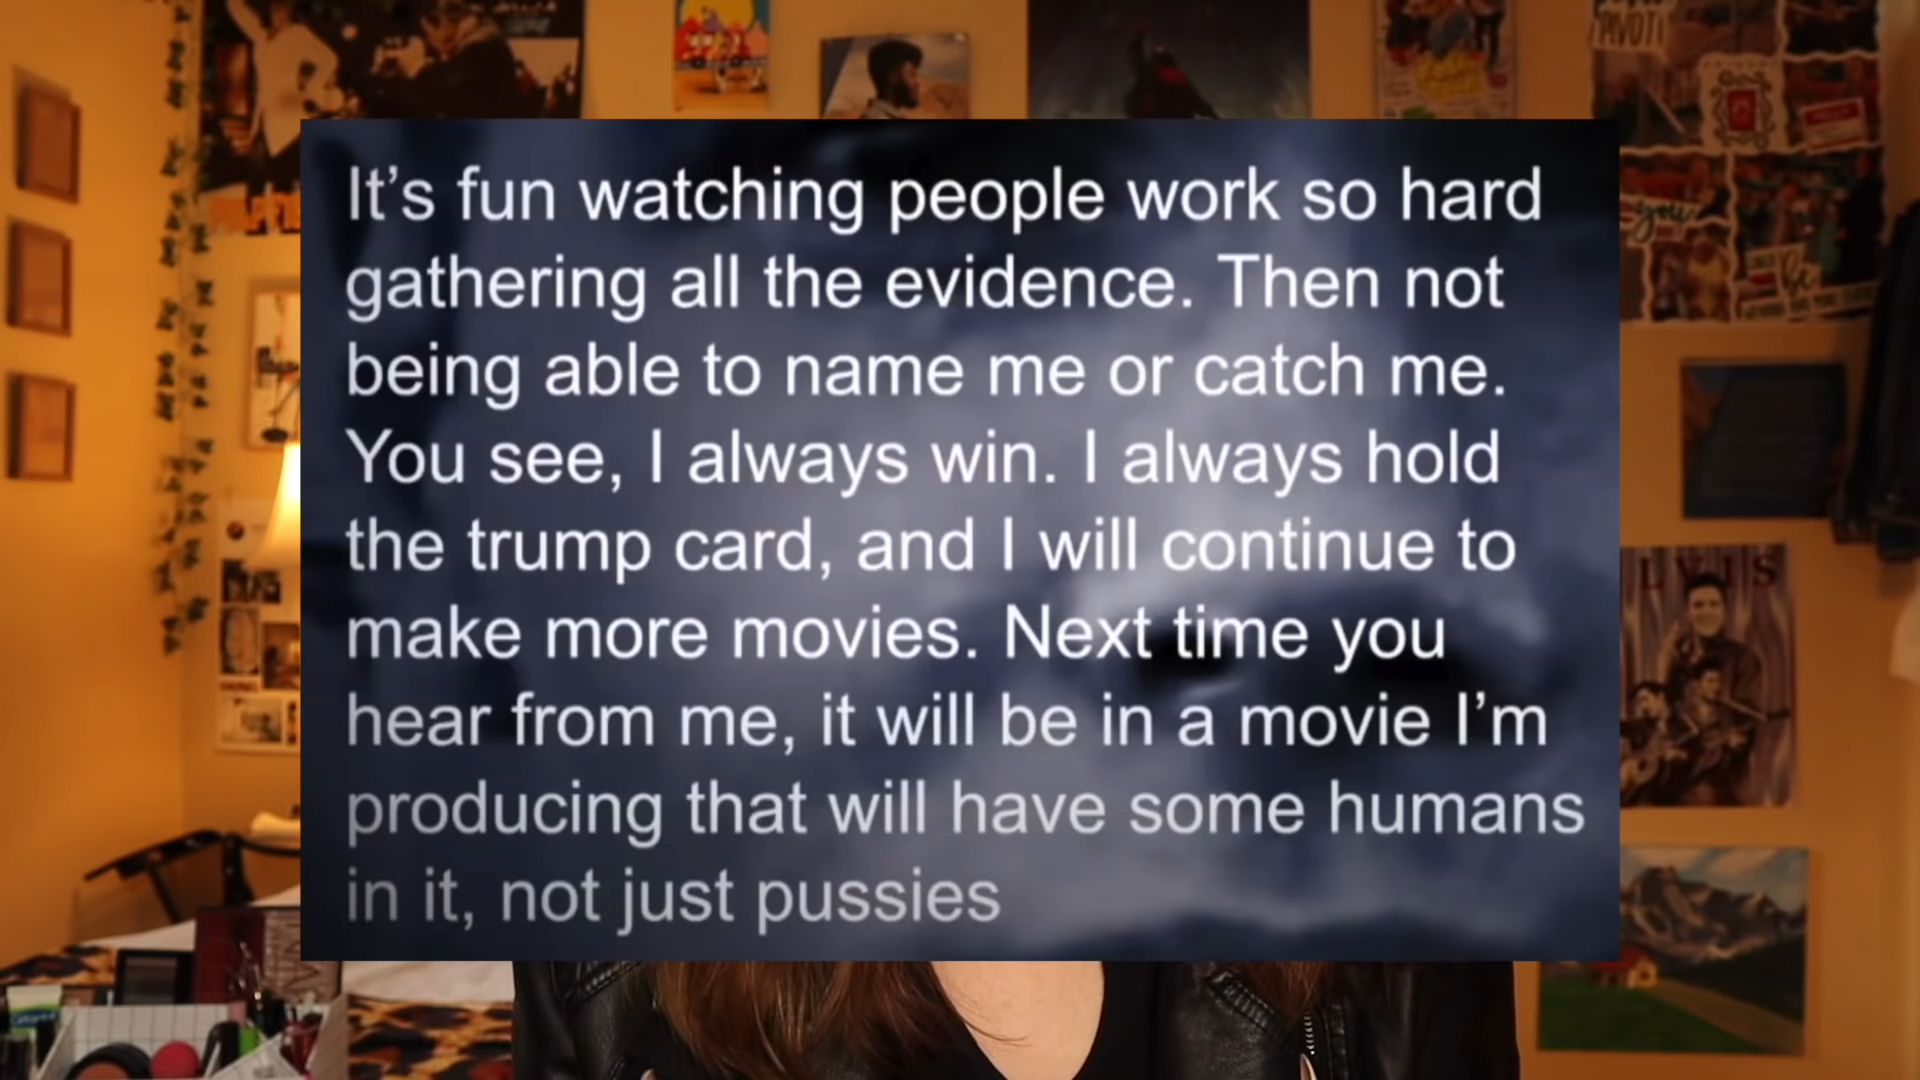 It’s fun watching people work so hard
gathering all the evidence. Then not
being able to name me or catch me.
You see, I always win. I always hold
the trump card, and I will continue to
make more movies. Next time you
hear from me, it will be in a movie I’m
producing that will have some humans
in it, not just pussies
PIVOT!
you
ELVIS